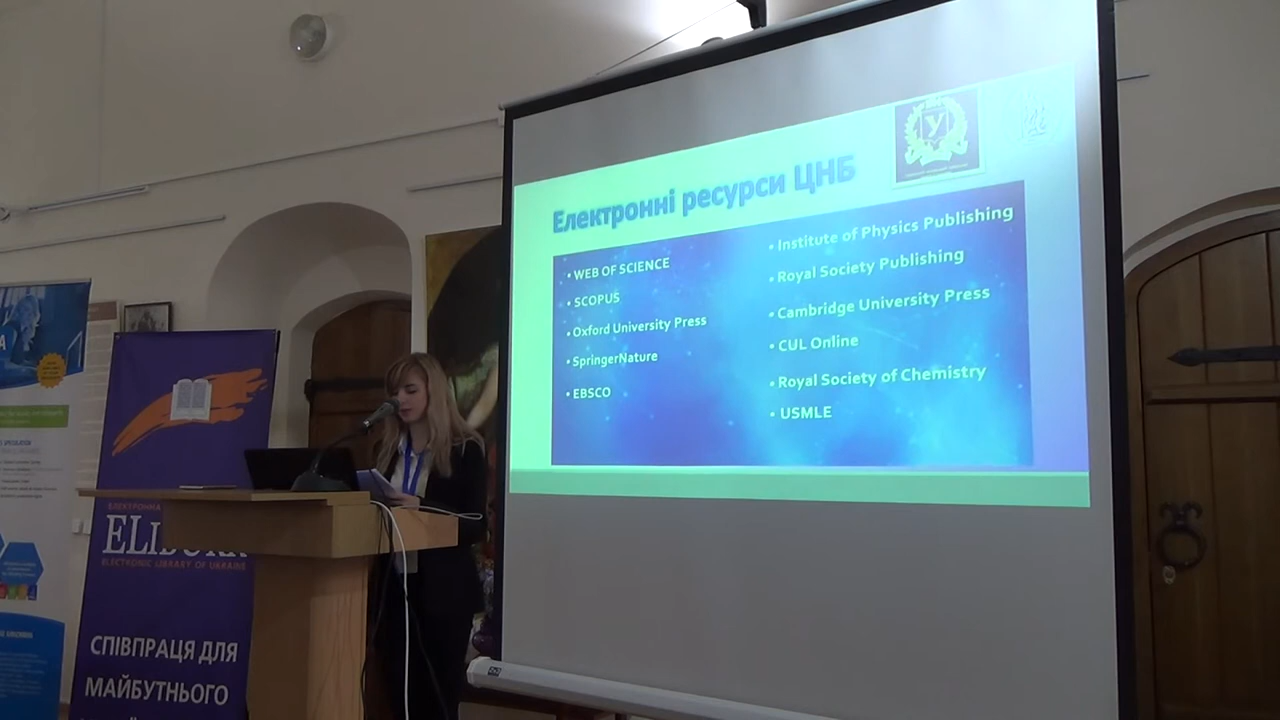 Електронні ресурси ЦНБ
• WEB OF SCIENCE
• SCOPUS
• Oxford University Press
• SpringerNature
• EBSCO
• Institute of Physics Publishing
• Royal Society Publishing
• Cambridge University Press
• CUL Online
• Royal Society of Chemistry
• USMLE
У
ЕЛЕКТРОННА
ELIBUKR
ELECTRONIC LIBRARY OF UKRAINE
СПІВПРАЦЯ ДЛЯ
МАЙБУТНЬОГО